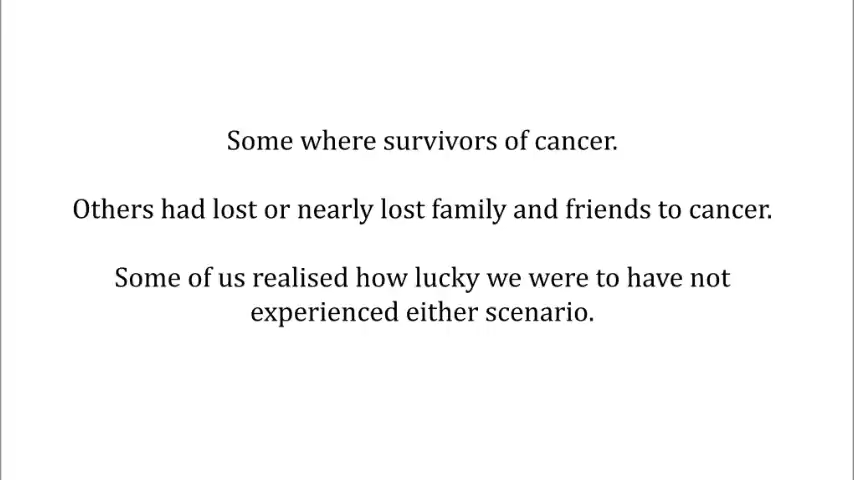 Some where survivors of cancer.
Others had lost or nearly lost family and friends to cancer.
Some of us realised how lucky we were to have not
experienced either scenario.